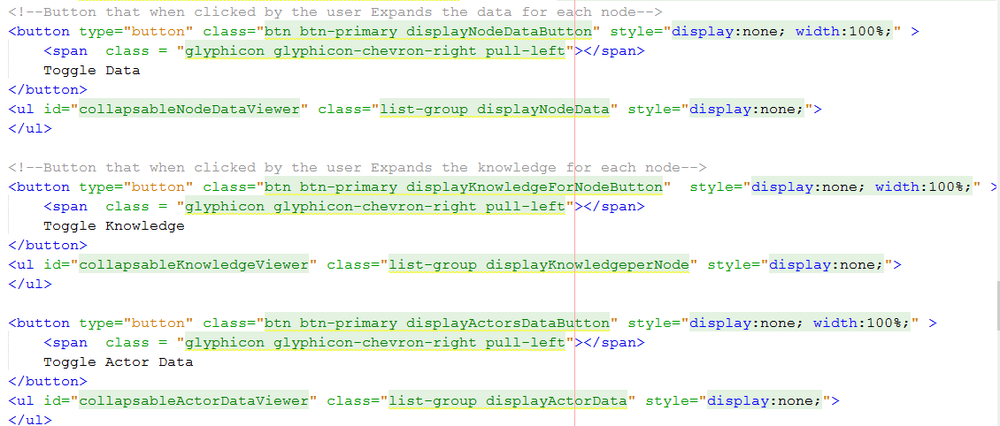 <!--Button that when clicked by the user Expands the data for each node-->
<button type="button" class="btn btn-primary displayNodeDataButton" style="display:none; width:100%;" >
    <span  class = "glyphicon glyphicon-chevron-right pull-left"></span>
    Toggle Data
</button>
<ul id="collapsableNodeDataViewer" class="list-group displayNodeData" style="display:none;">
</ul>

<!--Button that when clicked by the user Expands the knowledge for each node-->
<button type="button" class="btn btn-primary displayKnowledgeForNodeButton"  style="display:none; width:100%;" >
    <span  class = "glyphicon glyphicon-chevron-right pull-left"></span>
    Toggle Knowledge
</button>
<ul id="collapsableKnowledgeViewer" class="list-group displayKnowledgeperNode" style="display:none;">
</ul>

<button type="button" class="btn btn-primary displayActorsDataButton" style="display:none; width:100%;" >
    <span  class = "glyphicon glyphicon-chevron-right pull-left"></span>
    Toggle Actor Data
</button>
<ul id="collapsableActorDataViewer" class="list-group displayActorData" style="display:none;">
</ul>